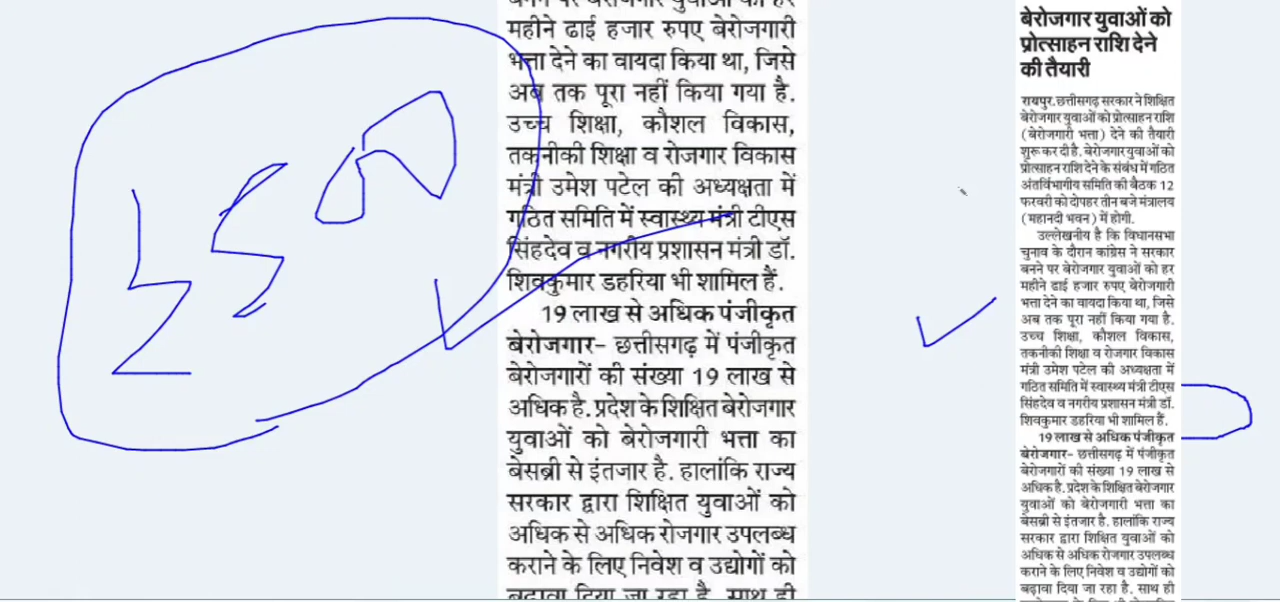 2500
बनने पर बेरोजगार युवाओं को हर
महीने ढाई हजार रुपए बेरोजगारी
भत्ता देने का वायदा किया था, जिसे
अब तक पूरा नहीं किया गया है.
उच्च शिक्षा, कौशल विकास,
तकनीकी शिक्षा व रोजगार विकास
मंत्री उमेश पटेल की अध्यक्षता में
गठित समिति में स्वास्थ्य मंत्री टीएस
सिंहदेव व नगरीय प्रशासन मंत्री डॉ.
शिवकुमार डहरिया भी शामिल हैं.
19 लाख से अधिक पंजीकृत
बेरोजगार- छत्तीसगढ़ में पंजीकृत
बेरोजगारों की संख्या 19 लाख से
अधिक है. प्रदेश के शिक्षित बेरोजगार
युवाओं को बेरोजगारी भत्ता का
बेसब्री से इंतजार है. हालांकि राज्य
सरकार द्वारा शिक्षित युवाओं को
अधिक से अधिक रोजगार उपलब्ध
कराने के लिए निवेश व उद्योगों को
बढ़ावा दिया जा रहा है. साथ ही
बेरोजगार युवाओं को
प्रोत्साहन राशि देने
की तैयारी
रायपुर. छत्तीसगढ़ सरकार ने शिक्षित
बेरोजगार युवाओं को प्रोत्साहन राशि
(बेरोजगारी भत्ता) देने की तैयारी
शुरू कर दी है. बेरोजगार युवाओं को
प्रोत्साहन राशि देने के संबंध में गठित
अंतर्विभागीय समिति की बैठक 12
फरवरी को दोपहर तीन बजे मंत्रालय
(महानदी भवन) में होगी.
उल्लेखनीय है कि विधानसभा
चुनाव के दौरान कांग्रेस ने सरकार
बनने पर बेरोजगार युवाओं को हर
महीने ढाई हजार रुपए बेरोजगारी
भत्ता देने का वायदा किया था, जिसे
अब तक पूरा नहीं किया गया है.
उच्च शिक्षा, कौशल विकास,
तकनीकी शिक्षा व रोजगार विकास
मंत्री उमेश पटेल की अध्यक्षता में
गठित समिति में स्वास्थ्य मंत्री टीएस
सिंहदेव व नगरीय प्रशासन मंत्री डॉ.
शिवकुमार डहरिया भी शामिल हैं.
19 लाख से अधिक पंजीकृत
बेरोजगार- छत्तीसगढ़ में पंजीकृत
बेरोजगारों की संख्या 19 लाख से
अधिक है. प्रदेश के शिक्षित बेरोजगार
युवाओं को बेरोजगारी भत्ता का
बेसब्री से इंतजार है. हालांकि राज्य
सरकार द्वारा शिक्षित युवाओं को
अधिक से अधिक रोजगार उपलब्ध
कराने के लिए निवेश व उद्योगों को
बढ़ावा दिया जा रहा है. साथ ही